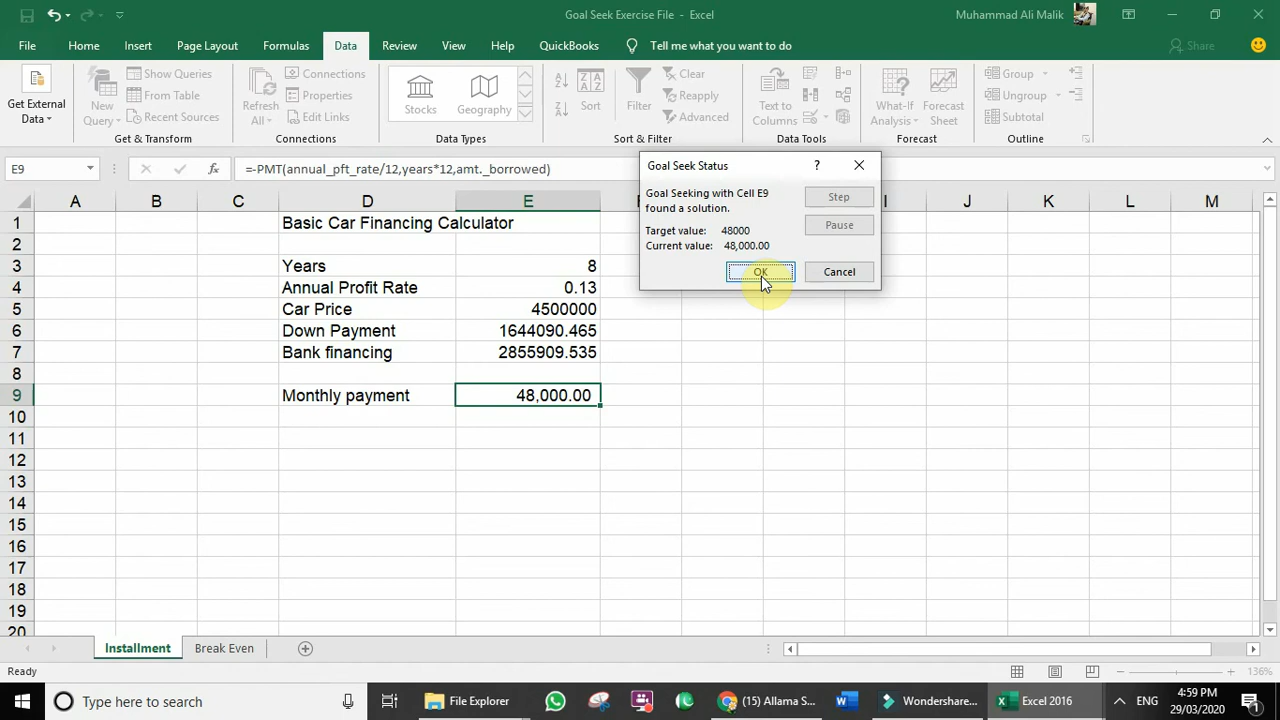 Goal Seek Exercise File - Excel
Muhammad Ali Malik
File Home Insert Page Layout Formulas Data Review View Help QuickBooks Tell me what you want to do Share
Get External Data
New Query
Show Queries
From Table
Recent Sources
Get & Transform
Refresh All
Connections
Properties
Edit Links
Connections
Stocks
Geography
Data Types
Sort
Filter
Clear
Reapply
Advanced
Sort & Filter
Text to Columns
Data Tools
What-If Analysis
Forecast Sheet
Forecast
Group
Ungroup
Subtotal
Outline
E9 fx =-PMT(annual_pft_rate/12,years*12,amt._borrowed)
Goal Seek Status ?
Goal Seeking with Cell E9
found a solution.
Target value: 48000
Current value: 48,000.00
Step
Pause
OK
Cancel
A B C D E I J K L M
1 Basic Car Financing Calculator
2
3 Years 8
4 Annual Profit Rate 0.13
5 Car Price 4500000
6 Down Payment 1644090.465
7 Bank financing 2855909.535
8
9 Monthly payment 48,000.00
10
11
12
13
14
15
16
17
18
19
20
Installment Break Even
Ready 136%
Type here to search File Explorer (15) Allama S... Wondershare... Excel 2016 ENG 4:59 PM
29/03/2020